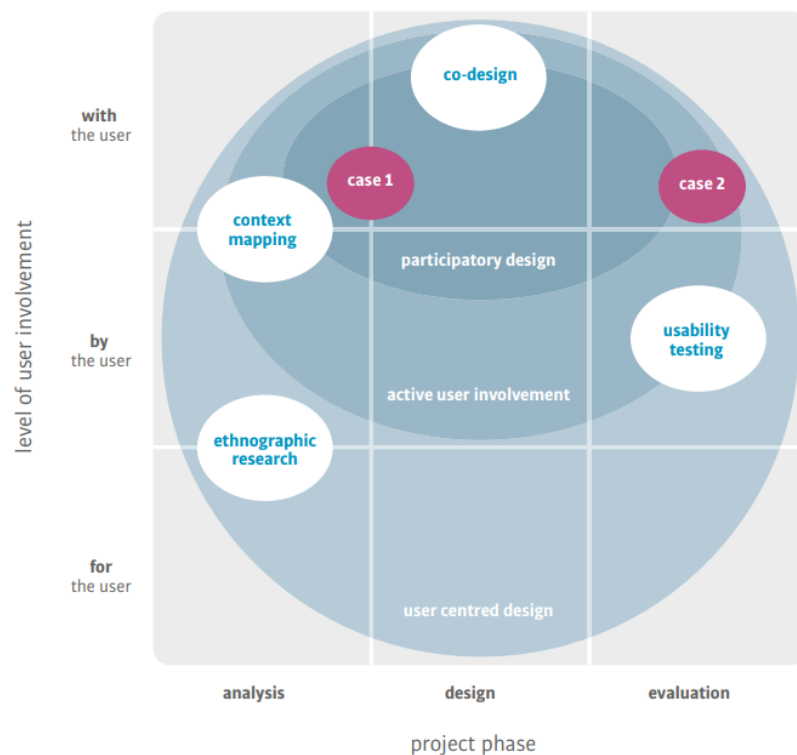 co-design
with
the user
case 1
case 2
context
mapping
participatory design
level of user involvement
by
the user
usability
testing
active user involvement
ethnographic
research
for
the user
user centred design
analysis
design
evaluation
project phase